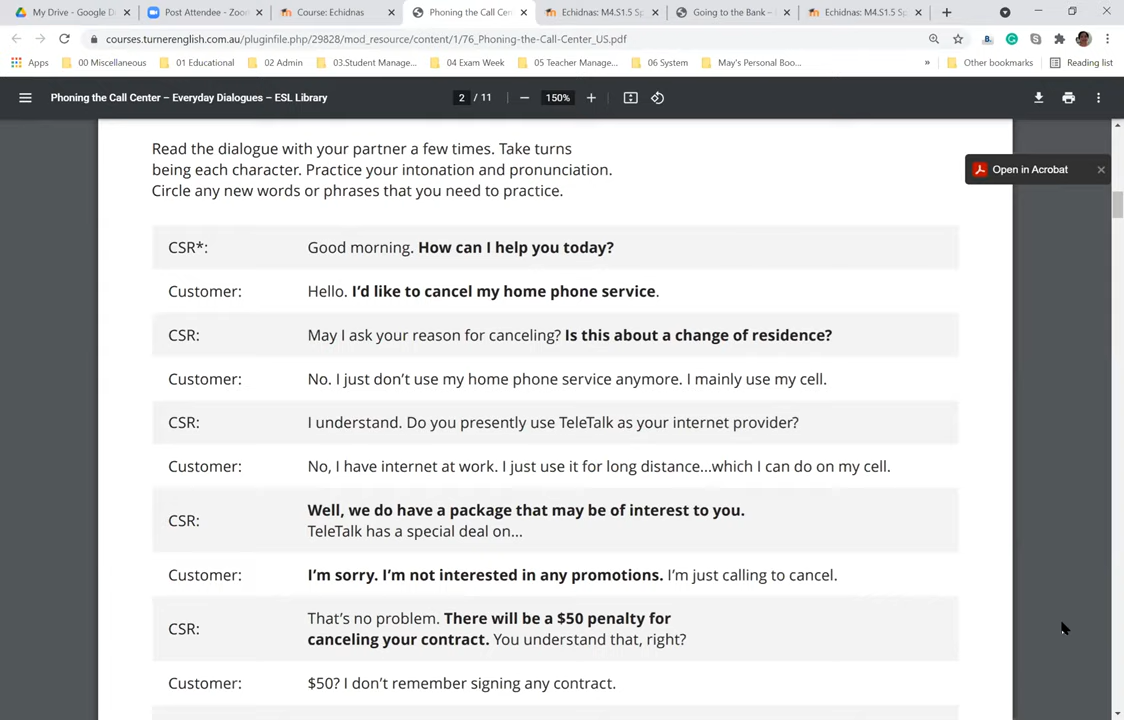 My Drive - Google D
Post Attendee - Zoo
Course: Echidnas
Phoning the Call Cen
Echidnas: M4.S1.5 Sp
Going to the Bank –
Echidnas: M4.S1.5 Sp
courses.turnerenglish.com.au/pluginfile.php/29828/mod_resource/content/1/76_Phoning-the-Call-Center_US.pdf
Apps 00 Miscellaneous 01 Educational 02 Admin 03.Student Manage... 04 Exam Week 05 Teacher Manage... 06 System May's Personal Boo... » Other bookmarks Reading list
Phoning the Call Center – Everyday Dialogues – ESL Library 2 / 11 150%
Open in Acrobat
Read the dialogue with your partner a few times. Take turns
being each character. Practice your intonation and pronunciation.
Circle any new words or phrases that you need to practice.
CSR*: Good morning. How can I help you today?
Customer: Hello. I'd like to cancel my home phone service.
CSR: May I ask your reason for canceling? Is this about a change of residence?
Customer: No. I just don't use my home phone service anymore. I mainly use my cell.
CSR: I understand. Do you presently use TeleTalk as your internet provider?
Customer: No, I have internet at work. I just use it for long distance...which I can do on my cell.
CSR: Well, we do have a package that may be of interest to you.
TeleTalk has a special deal on...
Customer: I'm sorry. I'm not interested in any promotions. I'm just calling to cancel.
CSR: That's no problem. There will be a $50 penalty for
canceling your contract. You understand that, right?
Customer: $50? I don't remember signing any contract.